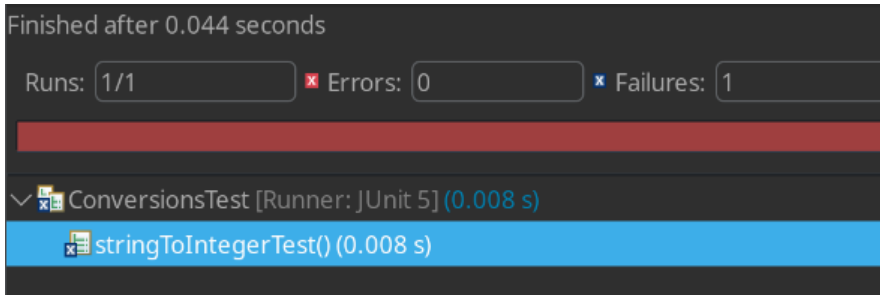 Finished after 0.044 seconds
Runs: 1/1 x Errors: 0 x Failures: 1
ConversionsTest [Runner: JUnit 5] (0.008 s)
stringToIntegerTest() (0.008 s)